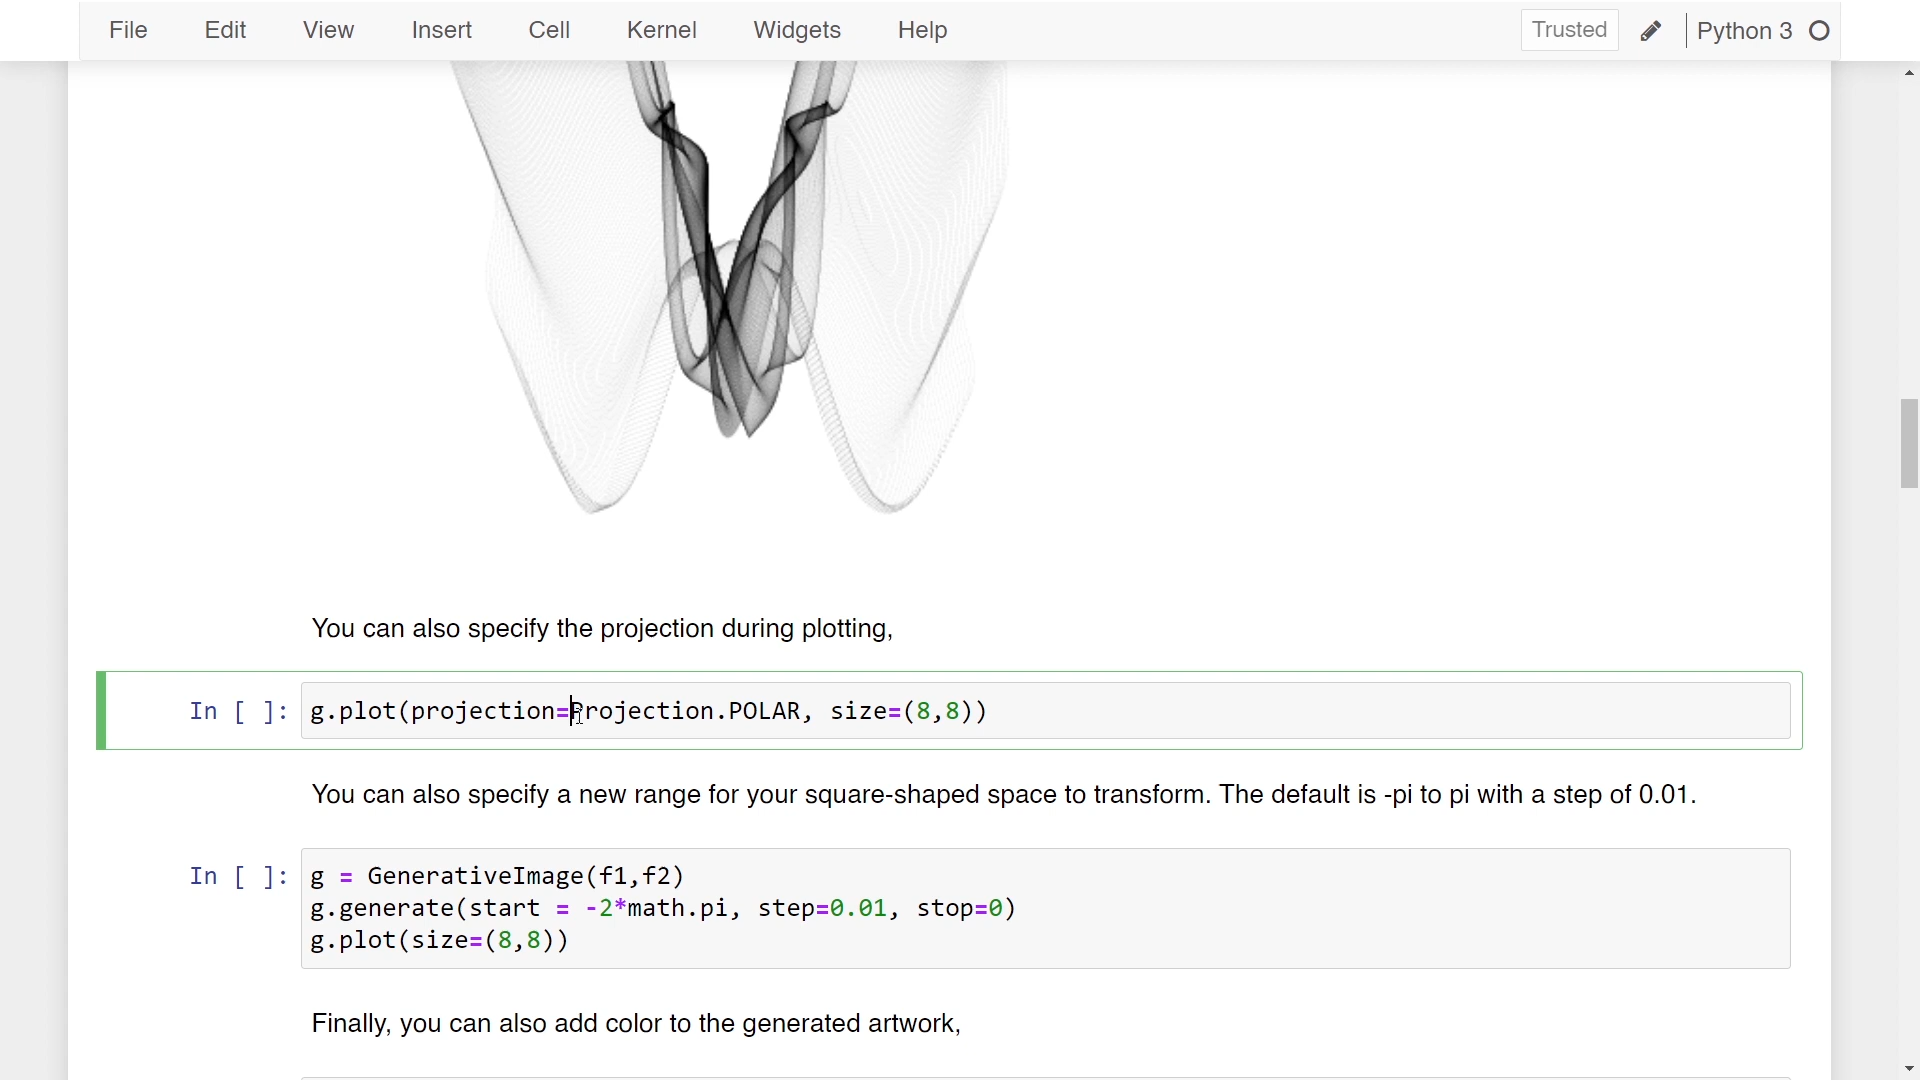 File Edit View Insert Cell Kernel Widgets Help Trusted Python 3
You can also specify the projection during plotting,
In [ ]: g.plot(projection=Projection.POLAR, size=(8,8))
You can also specify a new range for your square-shaped space to transform. The default is -pi to pi with a step of 0.01.
In [ ]: g = GenerativeImage(f1,f2)
g.generate(start = -2*math.pi, step=0.01, stop=0)
g.plot(size=(8,8))
Finally, you can also add color to the generated artwork,